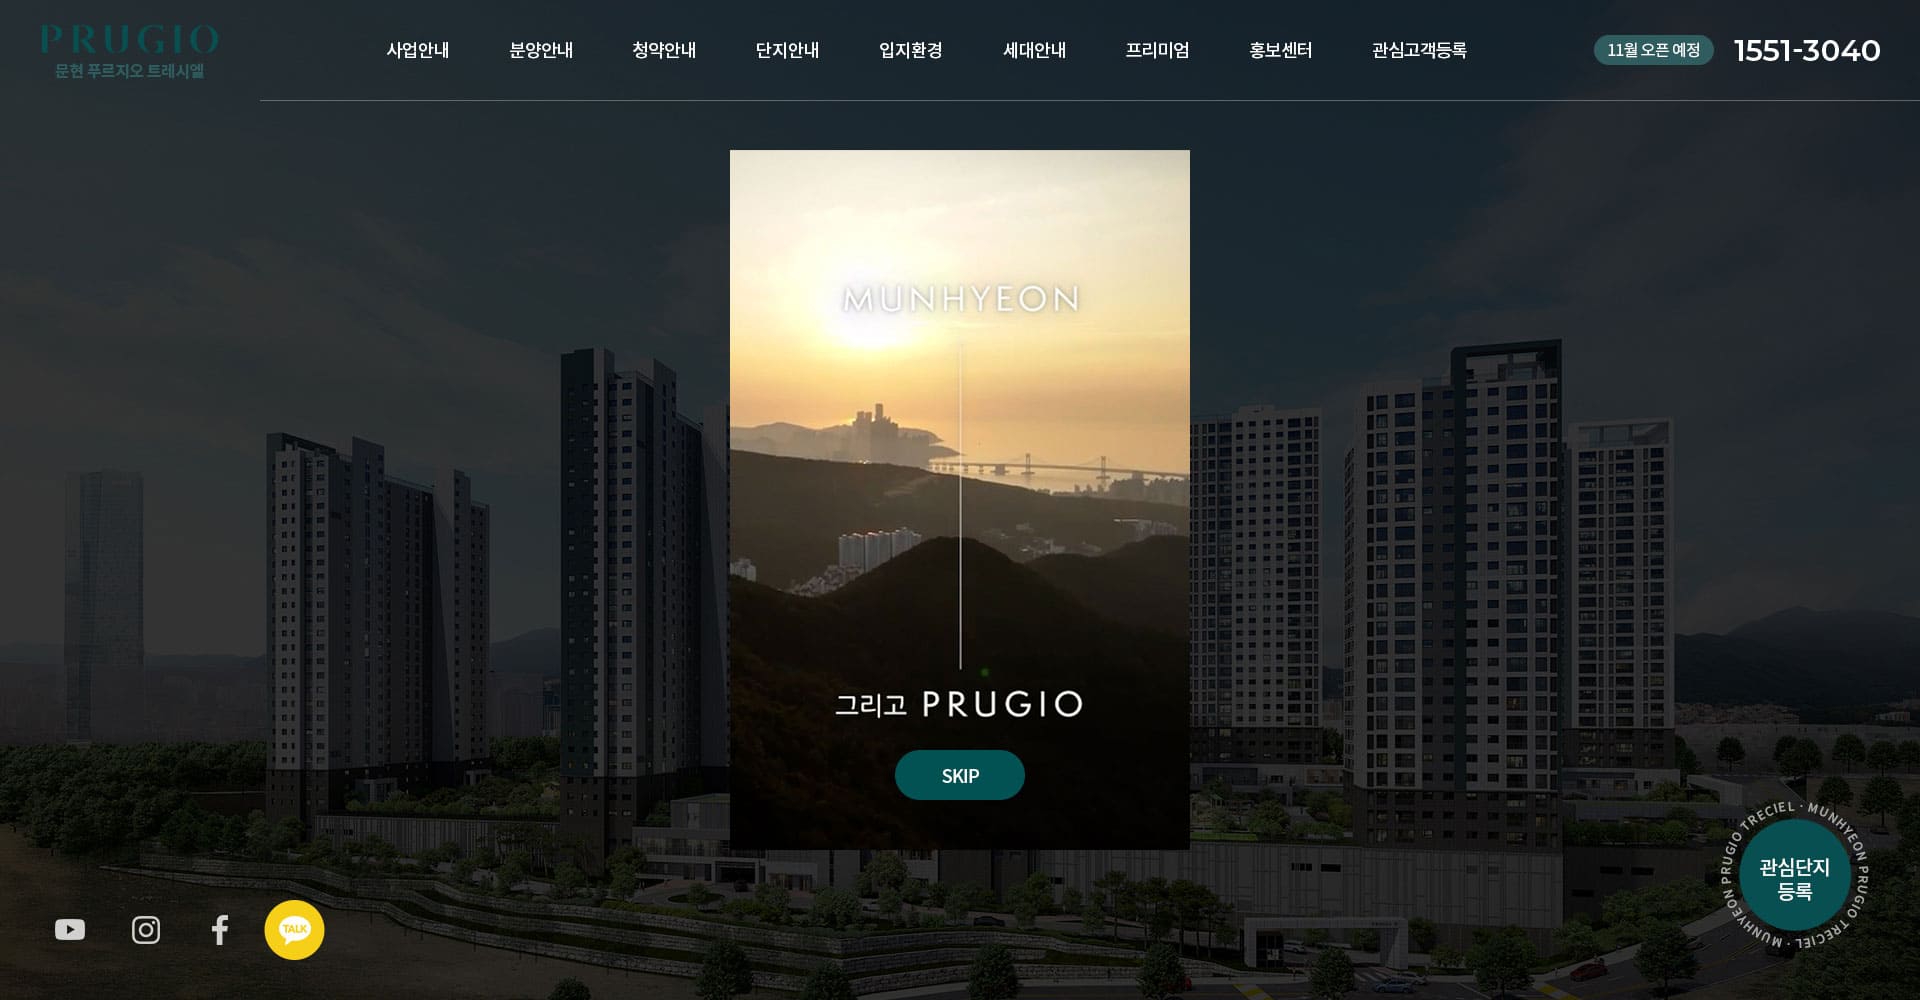 PRUGIO
문현 푸르지오 트레시엘
사업안내 분양안내 청약안내 단지안내 입지환경 세대안내 프리미엄 홍보센터 관심고객등록
11월 오픈 예정 1551-3040
MUNHYEON
그리고 PRUGIO
SKIP
MUNHYEON PRUGIO TRECIEL · MUNHYEON PRUGIO TRECIEL ·
관심단지
등록
TALK